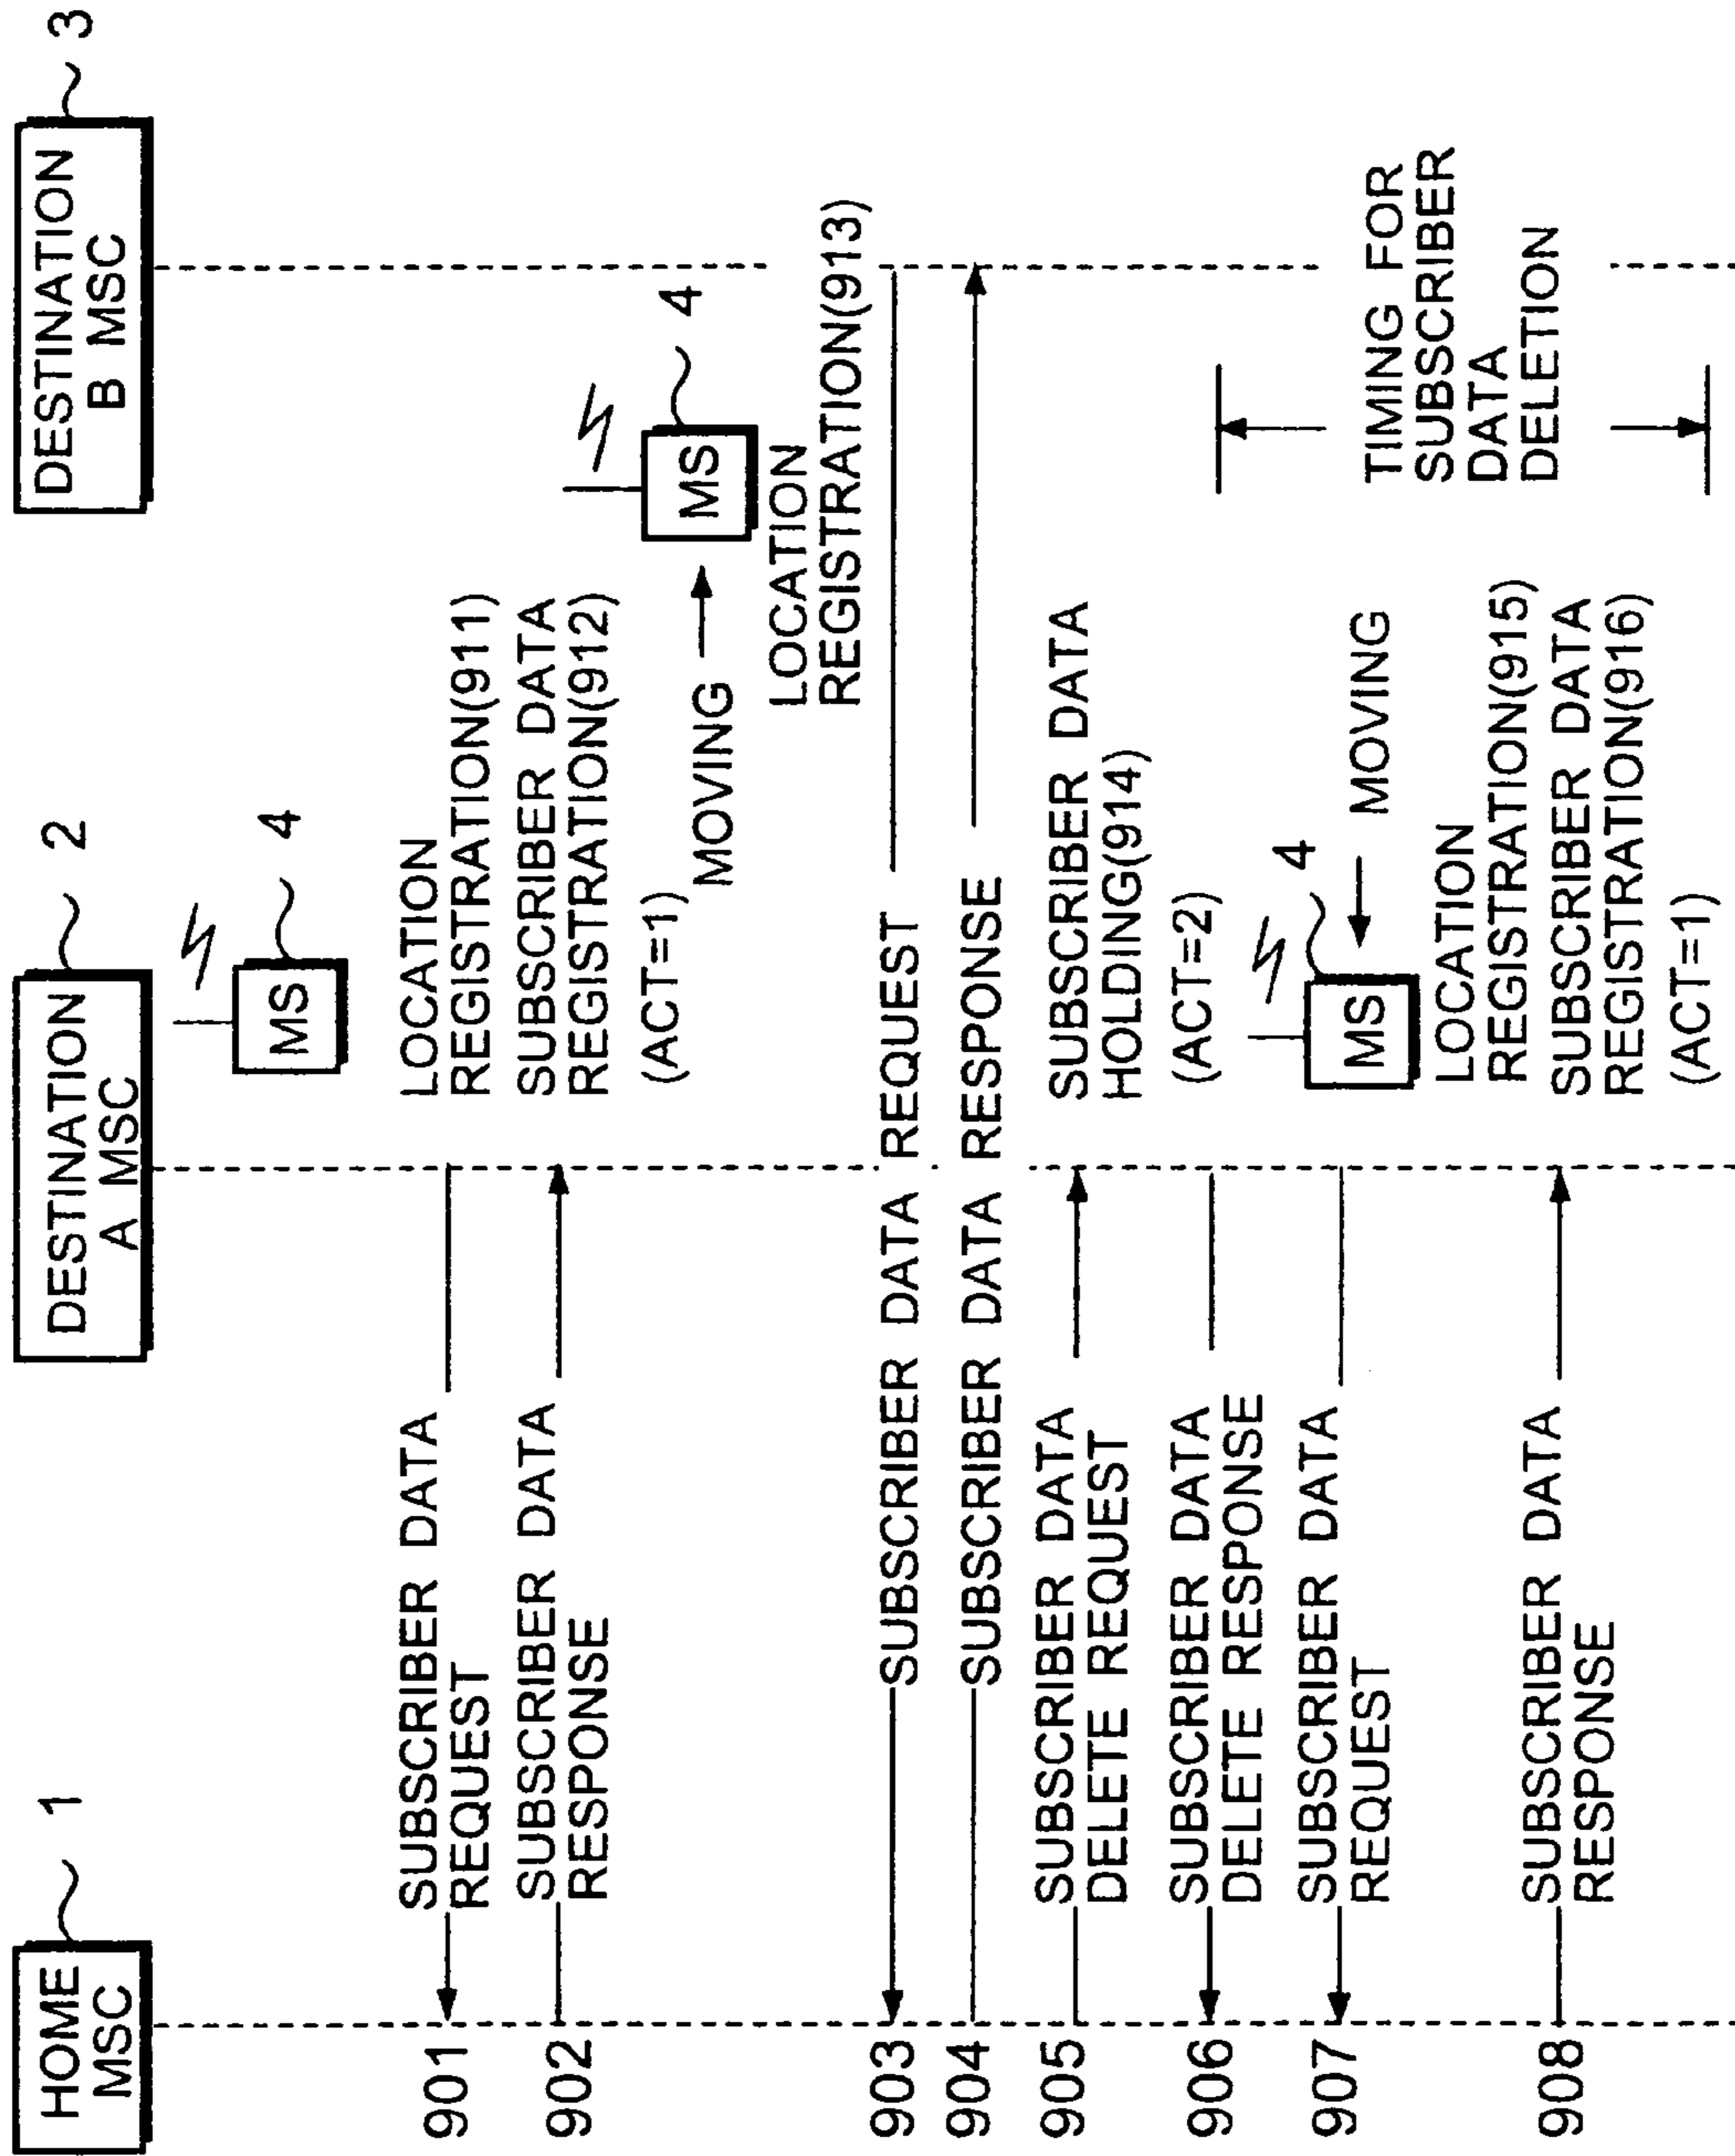 HOME
MSC
1
DESTINATION
A MSC
2
DESTINATION
B MSC
3
MS
4
901
SUBSCRIBER DATA
REQUEST
LOCATION
REGISTRATION(911)
902
SUBSCRIBER DATA
RESPONSE
SUBSCRIBER DATA
REGISTRATION(912)
(ACT=1)
MOVING
MS
4
LOCATION
REGISTRATION(913)
903
SUBSCRIBER DATA REQUEST
904
SUBSCRIBER DATA RESPONSE
905
SUBSCRIBER DATA
DELETE REQUEST
SUBSCRIBER DATA
HOLDING(914)
(ACT=2)
906
SUBSCRIBER DATA
DELETE RESPONSE
907
SUBSCRIBER DATA
REQUEST
MS
4
MOVING
LOCATION
REGISTRATION(915)
908
SUBSCRIBER DATA
RESPONSE
SUBSCRIBER DATA
REGISTRATION(916)
(ACT=1)
TIMING FOR
SUBSCRIBER
DATA
DELETION